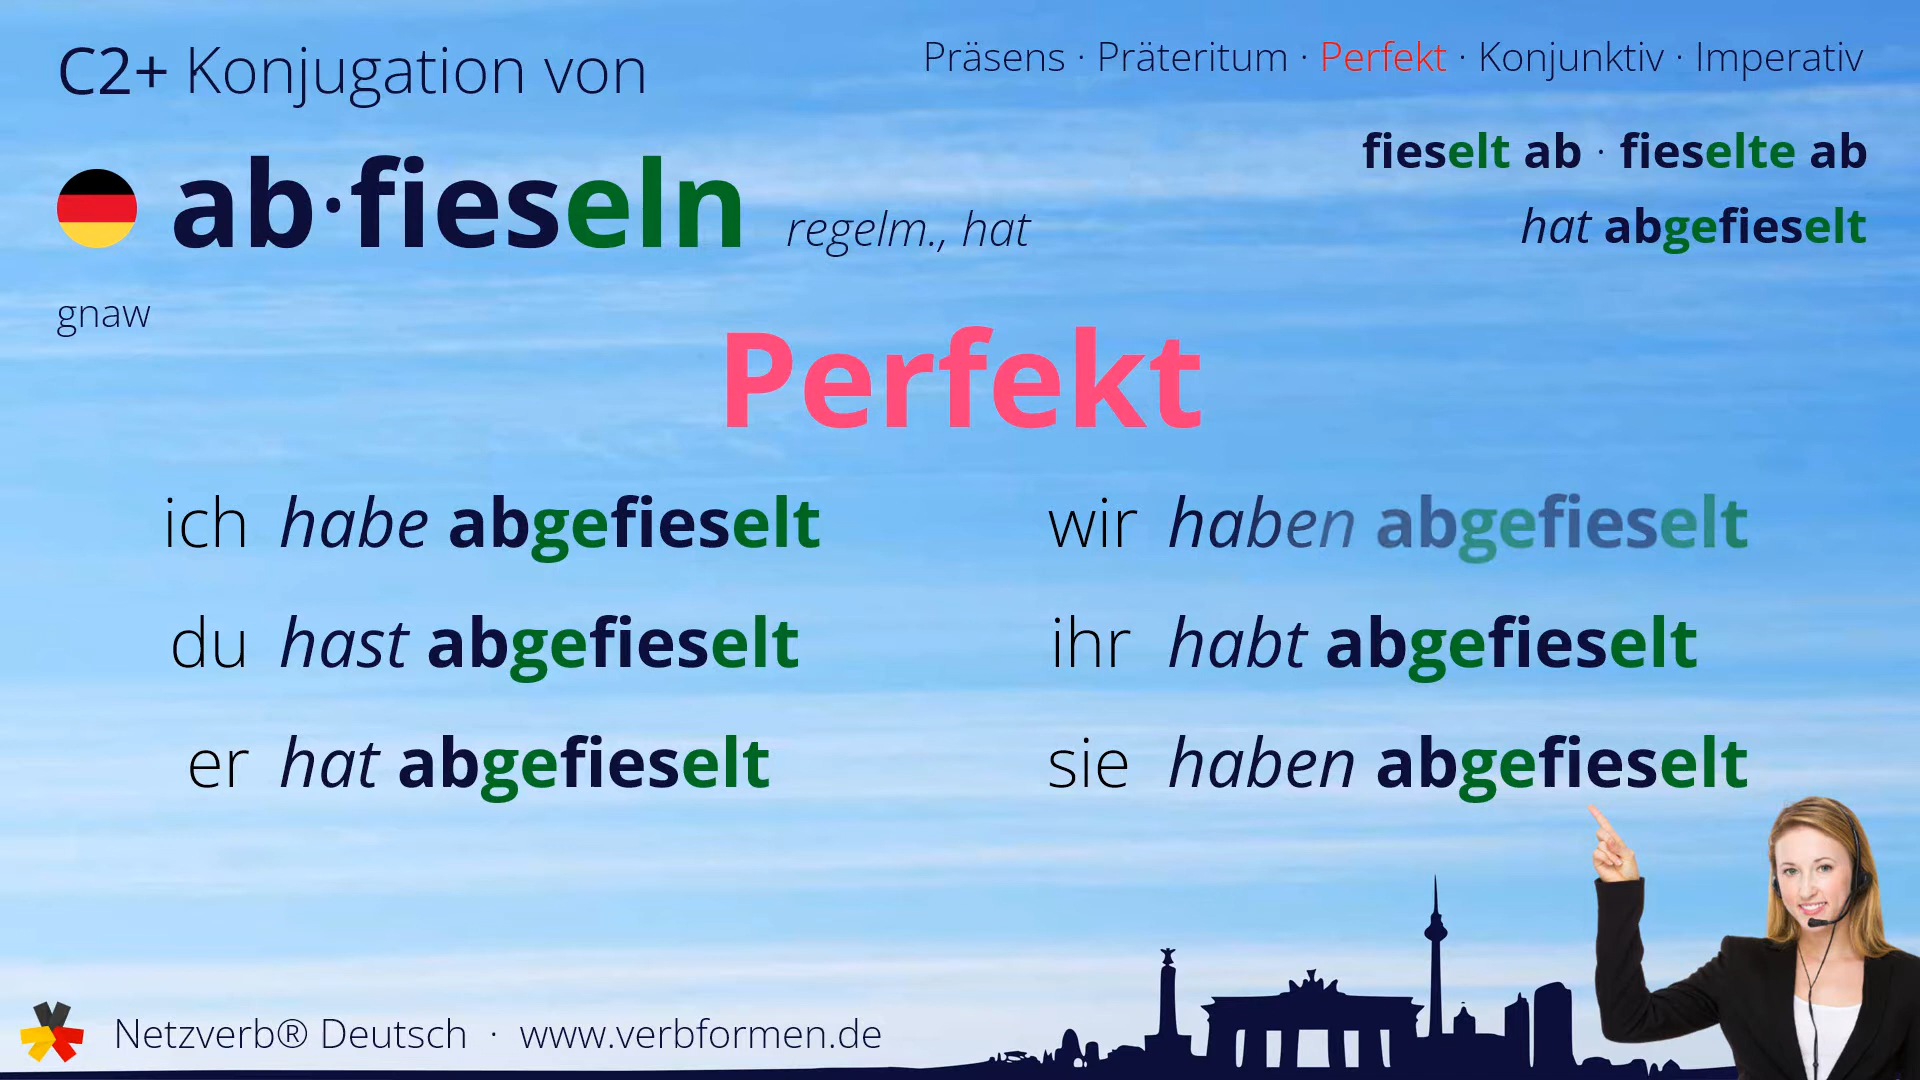 C2+ Konjugation von
Präsens · Präteritum · Perfekt · Konjunktiv · Imperativ
ab·fieseln regelm., hat
fieselt ab · fieselte ab
hat abgefieselt
gnaw
Perfekt
ich habe abgefieselt
du hast abgefieselt
er hat abgefieselt
wir haben abgefieselt
ihr habt abgefieselt
sie haben abgefieselt
Netzverb® Deutsch · www.verbformen.de